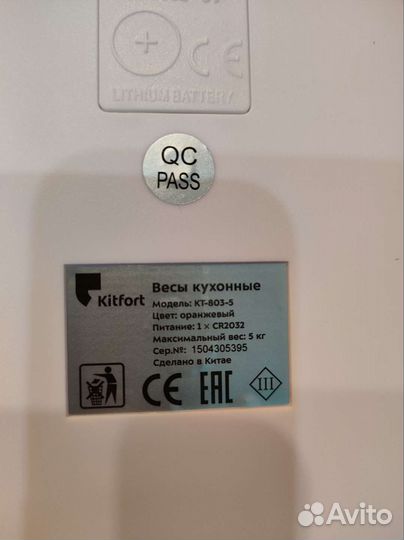 LITHIUM BATTERY
QC
PASS
Kitfort
Весы кухонные
Модель: КТ-803-5
Цвет: оранжевый
Питание: 1 × CR2032
Максимальный вес: 5 кг
Сер.№: 1504305395
Сделано в Китае
CE EAC III
Avito